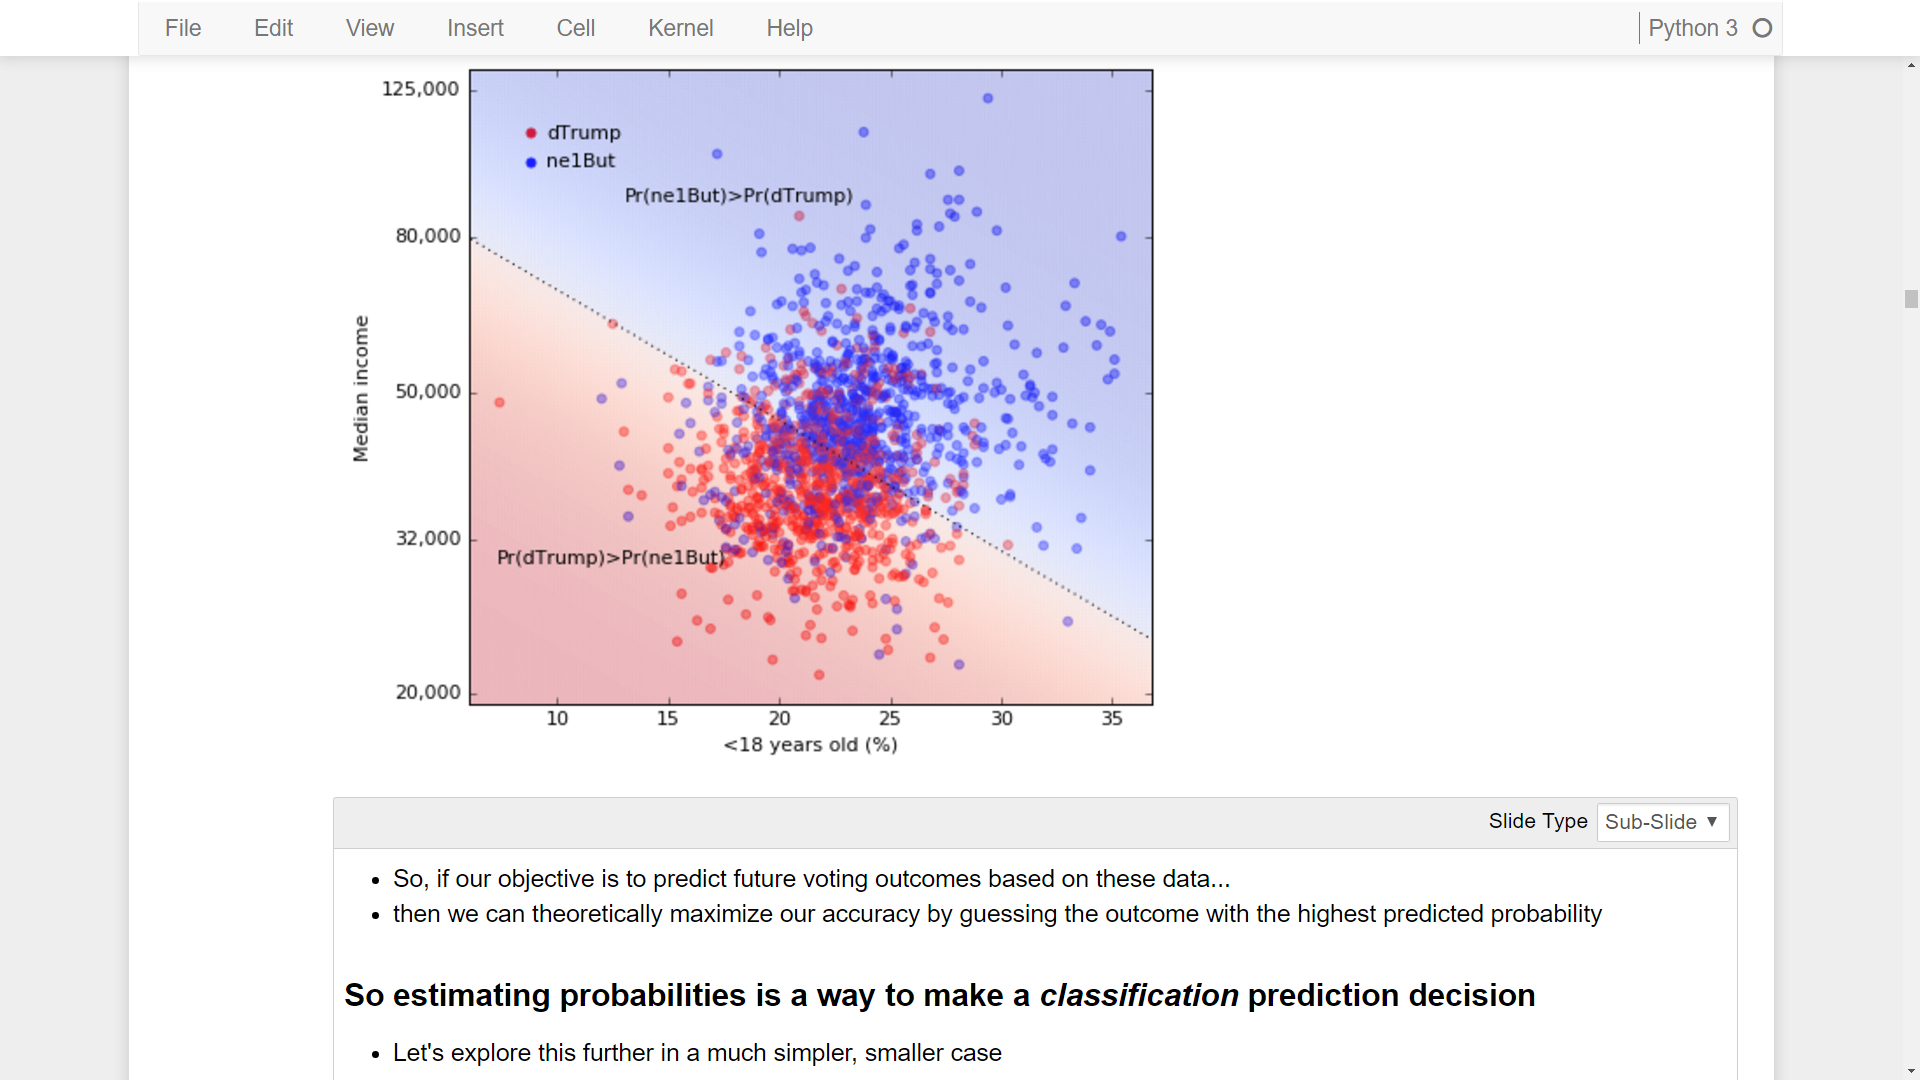 File Edit View Insert Cell Kernel Help Python 3
125,000
dTrump
ne1But
Pr(ne1But)>Pr(dTrump)
80,000
Median income
50,000
32,000
Pr(dTrump)>Pr(ne1But)
20,000
10 15 20 25 30 35
<18 years old (%)
Slide Type Sub-Slide
So, if our objective is to predict future voting outcomes based on these data...
then we can theoretically maximize our accuracy by guessing the outcome with the highest predicted probability
So estimating probabilities is a way to make a classification prediction decision
Let's explore this further in a much simpler, smaller case